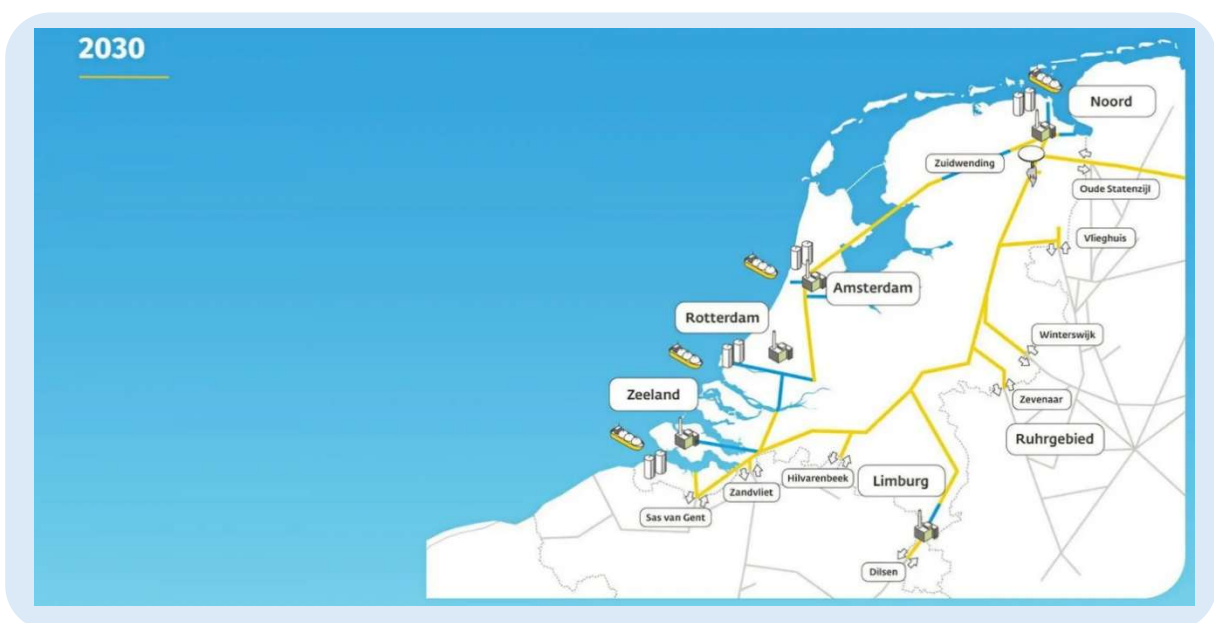 2030
Noord
Zuidwending
Oude Statenzijl
Vlieghuis
Amsterdam
Rotterdam
Winterswijk
Zeeland
Zevenaar
Ruhrgebied
Hilvarenbeek
Limburg
Zandvliet
Sas van Gent
Dilsen